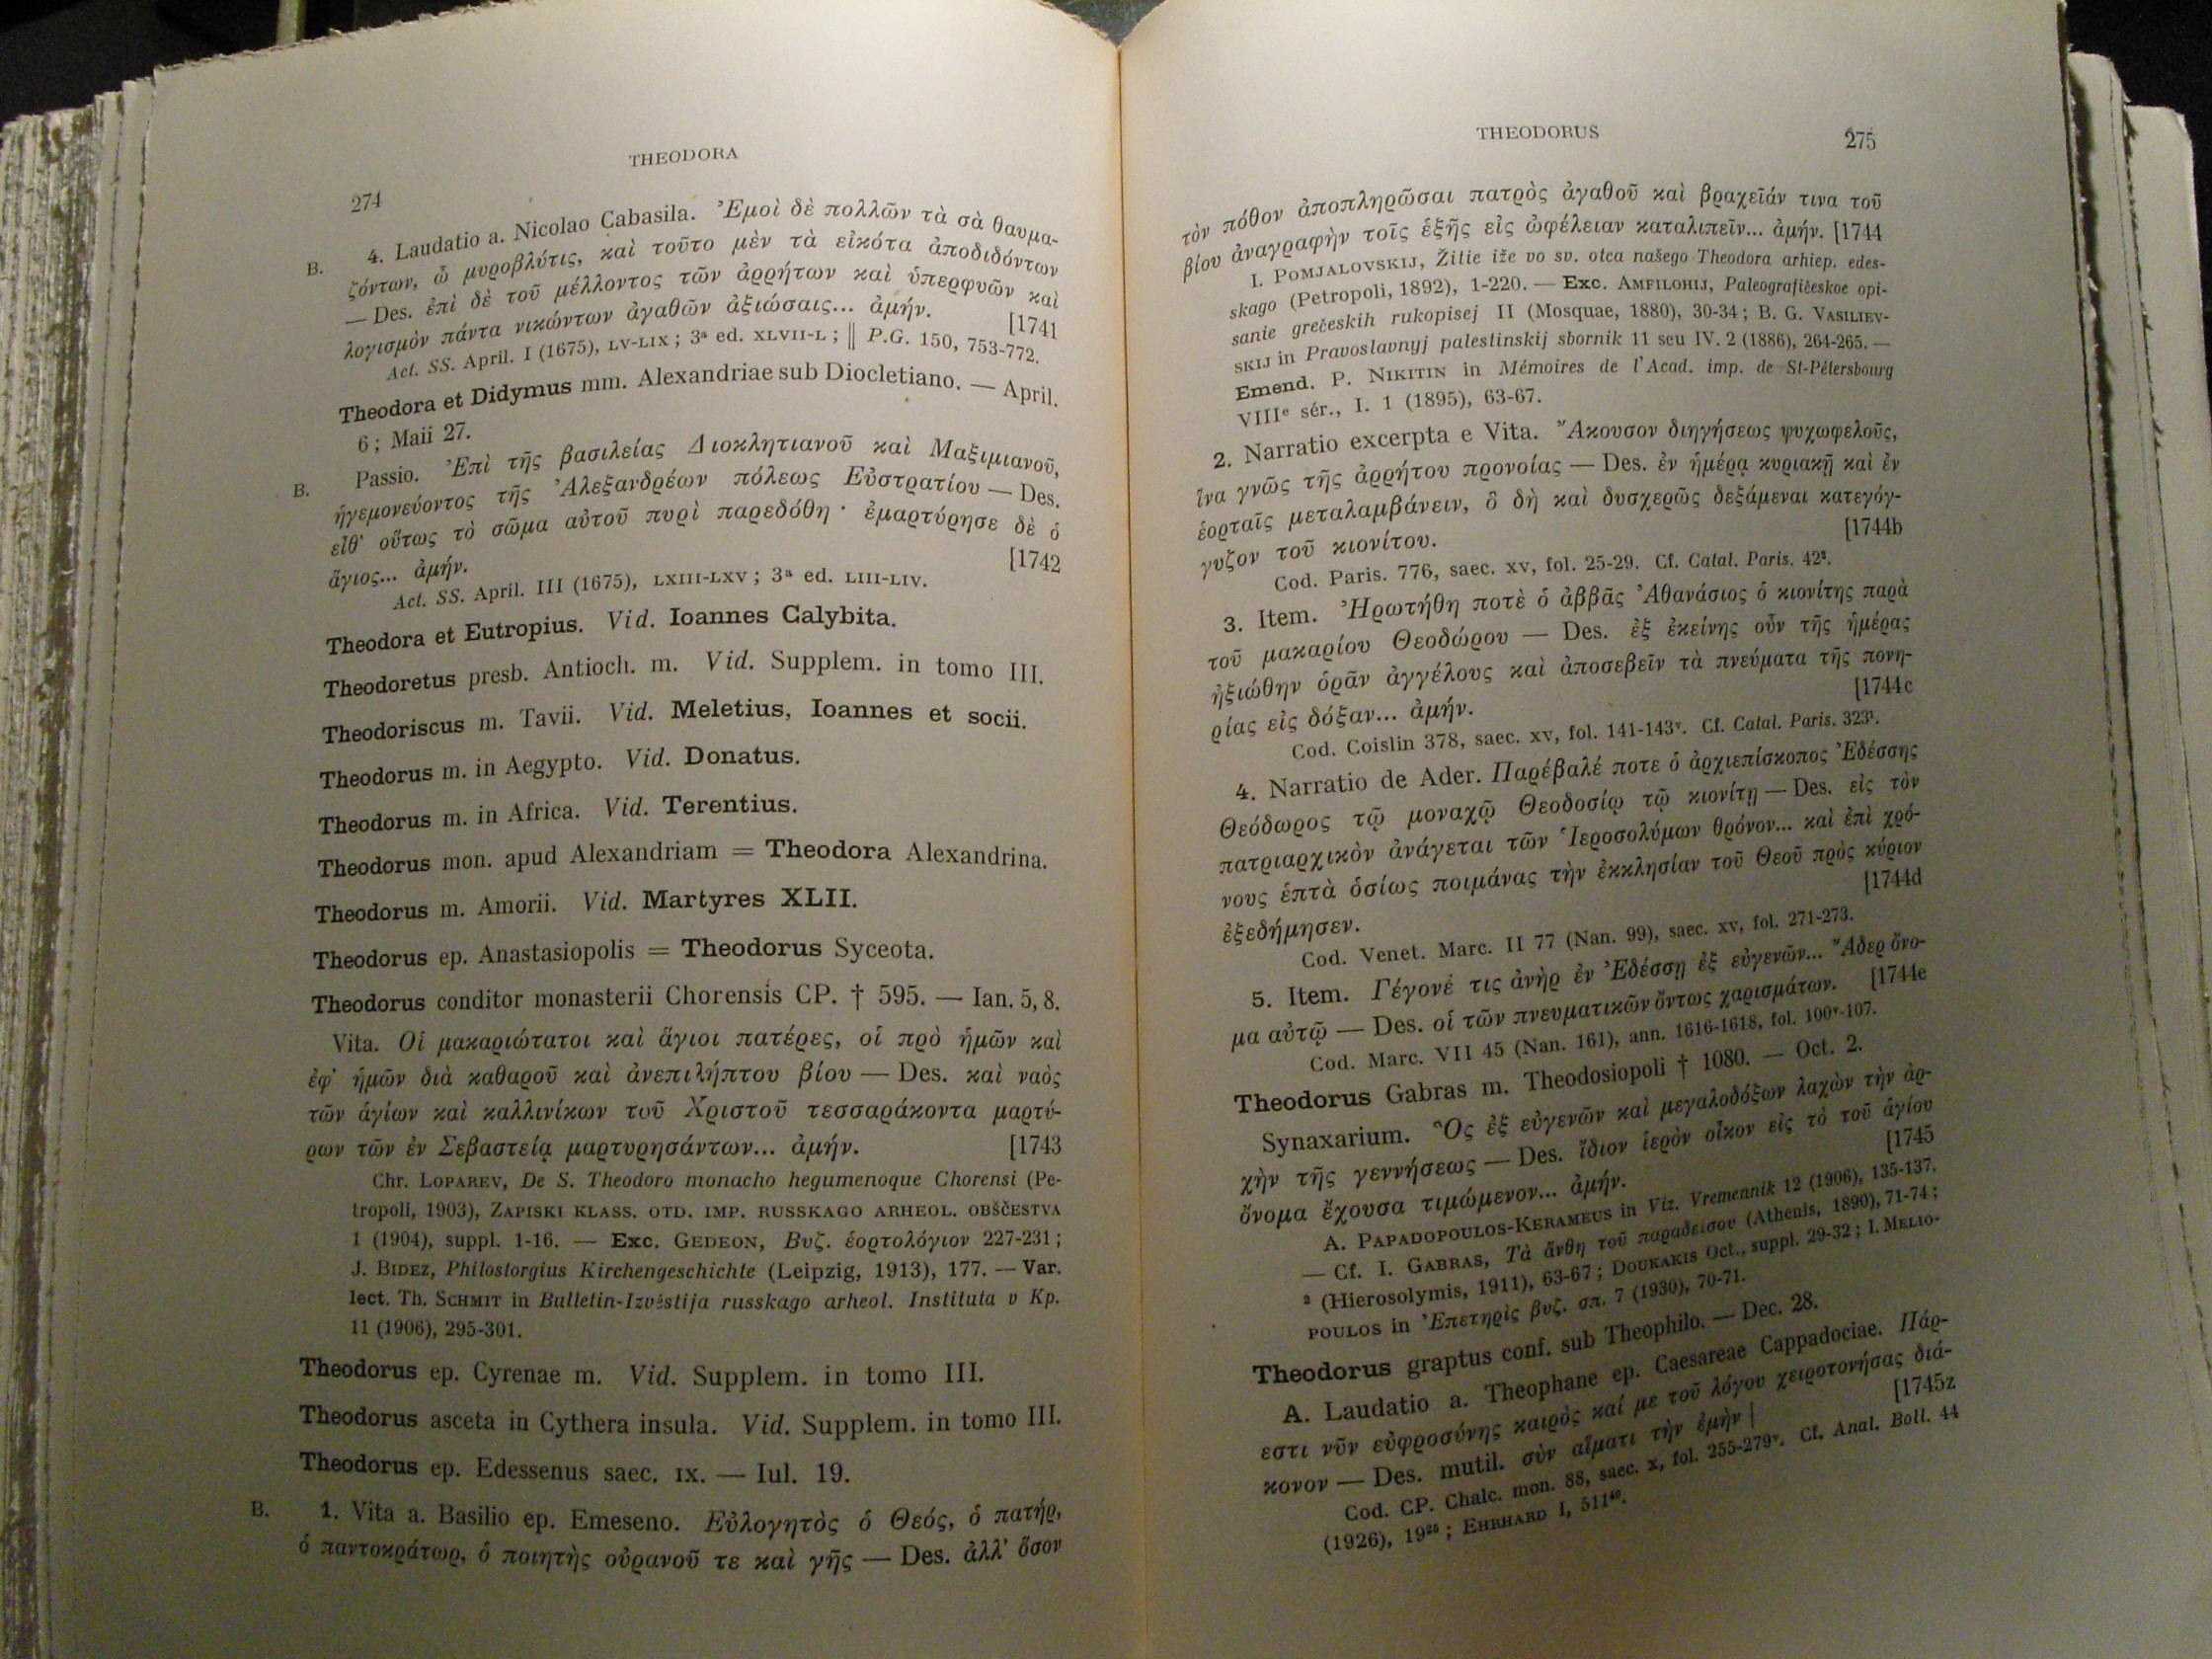 274
THEODORA
B. 4. Laudatio a. Nicolao Cabasila. Ἐμοὶ δὲ πολλῶν τὰ σὰ θαυμα-
ζόντων, ὦ μυροβλύτις, καὶ τοῦτο μὲν τὰ εἰκότα ἀποδιδόντων
— Des. ἐπὶ δὲ τοῦ μέλλοντος τῶν ἀρρήτων καὶ ὑπερφυῶν καὶ
λογισμὸν πάντα νικώντων ἀγαθῶν ἀξιώσαις... ἀμήν. [1741
Act. SS. April. I (1675), LV-LIX ; 3ª ed. XLVII-L ; || P.G. 150, 753-772.
Theodora et Didymus mm. Alexandriae sub Diocletiano. — April.
6 ; Maii 27.
B. Passio. Ἐπὶ τῆς βασιλείας Διοκλητιανοῦ καὶ Μαξιμιανοῦ,
ἡγεμονεύοντος τῆς Ἀλεξανδρέων πόλεως Εὐστρατίου — Des.
εἶθ' οὕτως τὸ σῶμα αὐτοῦ πυρὶ παρεδόθη · ἐμαρτύρησε δὲ ὁ
ἅγιος... ἀμήν. [1742
Act. SS. April. III (1675), LXIII-LXV ; 3ª ed. LIII-LIV.
Theodora et Eutropius. Vid. Ioannes Calybita.
Theodoretus presb. Antioch. m. Vid. Supplem. in tomo III.
Theodoriscus m. Tavii. Vid. Meletius, Ioannes et socii.
Theodorus m. in Aegypto. Vid. Donatus.
Theodorus m. in Africa. Vid. Terentius.
Theodorus mon. apud Alexandriam = Theodora Alexandrina.
Theodorus m. Amorii. Vid. Martyres XLII.
Theodorus ep. Anastasiopolis = Theodorus Syceota.
Theodorus conditor monasterii Chorensis CP. † 595. — Ian. 5, 8.
Vita. Οἱ μακαριώτατοι καὶ ἅγιοι πατέρες, οἱ πρὸ ἡμῶν καὶ
ἐφ' ἡμῶν διὰ καθαροῦ καὶ ἀνεπιλήπτου βίου — Des. καὶ ναὸς
τῶν ἁγίων καὶ καλλινίκων τοῦ Χριστοῦ τεσσαράκοντα μαρτύ-
ρων τῶν ἐν Σεβαστείᾳ μαρτυρησάντων... ἀμήν. [1743
Chr. LOPAREV, De S. Theodoro monacho hegumenoque Chorensi (Pe-
tropoli, 1903), ZAPISKI KLASS. OTD. IMP. RUSSKAGO ARHEOL. OBŠČESTVA
1 (1904), suppl. 1-16. — Exc. GEDEON, Βυζ. ἑορτολόγιον 227-231 ;
J. BIDEZ, Philostorgius Kirchengeschichte (Leipzig, 1913), 177. — Var.
lect. Th. SCHMIT in Bulletin-Izvěstija russkago arheol. Instituta v Kp.
11 (1906), 295-301.
Theodorus ep. Cyrenae m. Vid. Supplem. in tomo III.
Theodorus asceta in Cythera insula. Vid. Supplem. in tomo III.
Theodorus ep. Edessenus saec. IX. — Iul. 19.
B. 1. Vita a. Basilio ep. Emeseno. Εὐλογητὸς ὁ Θεός, ὁ πατήρ,
ὁ παντοκράτωρ, ὁ ποιητὴς οὐρανοῦ τε καὶ γῆς — Des. ἀλλ' ὅσον
THEODORUS
275
τὸν πόθον ἀποπληρῶσαι πατρὸς ἀγαθοῦ καὶ βραχεῖάν τινα τοῦ
βίου ἀναγραφὴν τοῖς ἑξῆς εἰς ὠφέλειαν καταλιπεῖν... ἀμήν. [1744
I. POMJALOVSKIJ, Žitie iže vo sv. otca našego Theodora arhiep. edes-
skago (Petropoli, 1892), 1-220. — Exc. AMFILOHIJ, Paleografičeskoe opi-
sanie grečeskih rukopisej II (Mosquae, 1880), 30-34 ; B. G. VASILIEV-
SKIJ in Pravoslavnyj palestinskij sbornik 11 seu IV. 2 (1886), 264-265. —
Emend. P. NIKITIN in Mémoires de l'Acad. imp. de St-Pétersbourg
VIIIᵉ sér., I. 1 (1895), 63-67.
2. Narratio excerpta e Vita. Ἄκουσον διηγήσεως ψυχωφελοῦς,
ἵνα γνῶς τῆς ἀρρήτου προνοίας — Des. ἐν ἡμέρᾳ κυριακῇ καὶ ἐν
ἑορταῖς μεταλαμβάνειν, ὃ δὴ καὶ δυσχερῶς δεξάμεναι κατεγόγ-
γυζον τοῦ κιονίτου. [1744b
Cod. Paris. 776, saec. XV, fol. 25-29. Cf. Catal. Paris. 42².
3. Item. Ἠρωτήθη ποτὲ ὁ ἀββᾶς Ἀθανάσιος ὁ κιονίτης παρὰ
τοῦ μακαρίου Θεοδώρου — Des. ἐξ ἐκείνης οὖν τῆς ἡμέρας
ἠξιώθην ὁρᾶν ἀγγέλους καὶ ἀποσεβεῖν τὰ πνεύματα τῆς πονη-
ρίας εἰς δόξαν... ἀμήν. [1744c
Cod. Coislin 378, saec. XV, fol. 141-143ᵛ. Cf. Catal. Paris. 323³.
4. Narratio de Ader. Παρέβαλέ ποτε ὁ ἀρχιεπίσκοπος Ἐδέσσης
Θεόδωρος τῷ μοναχῷ Θεοδοσίῳ τῷ κιονίτῃ — Des. εἰς τὸν
πατριαρχικὸν ἀνάγεται τῶν Ἱεροσολύμων θρόνον... καὶ ἐπὶ χρό-
νους ἑπτὰ ὁσίως ποιμάνας τὴν ἐκκλησίαν τοῦ Θεοῦ πρὸς κύριον
ἐξεδήμησεν. [1744d
Cod. Venet. Marc. II 77 (Nan. 99), saec. XV, fol. 271-273.
5. Item. Γέγονέ τις ἀνὴρ ἐν Ἐδέσσῃ ἐξ εὐγενῶν... Ἄδερ ὄνο-
μα αὐτῷ — Des. οἱ τῶν πνευματικῶν ὄντως χαρισμάτων. [1744e
Cod. Marc. VII 45 (Nan. 161), ann. 1616-1618, fol. 100ᵛ-107.
Theodorus Gabras m. Theodosiopoli † 1080. — Oct. 2.
Synaxarium. Ὃς ἐξ εὐγενῶν καὶ μεγαλοδόξων λαχὼν τὴν ἀρ-
χὴν τῆς γεννήσεως — Des. ἴδιον ἱερὸν οἶκον εἰς τὸ τοῦ ἁγίου
ὄνομα ἔχουσα τιμώμενον... ἀμήν. [1745
A. PAPADOPOULOS-KERAMEUS in Viz. Vremennik 12 (1906), 135-137.
— Cf. I. GABRAS, Τὰ ἄνθη τοῦ παραδείσου (Athenis, 1890), 71-74 ;
² (Hierosolymis, 1911), 63-67 ; DOUKAKIS Oct., suppl. 29-32 ; I. MELIO-
POULOS in Ἐπετηρὶς βυζ. σπ. 7 (1930), 70-71.
Theodorus graptus conf. sub Theophilo. — Dec. 28.
A. Laudatio a. Theophane ep. Caesareae Cappadociae. Πάρ-
εστι νῦν εὐφροσύνης καιρὸς καί με τοῦ λόγου χειροτονήσας διά-
κονον — Des. mutil. σὺν αἵματι τὴν ἐμὴν | [1745z
Cod. CP. Chalc. mon. 88, saec. X, fol. 255-279ᵛ. Cf. Anal. Boll. 44
(1926), 19²⁵ ; EHRHARD I, 511⁴⁰.